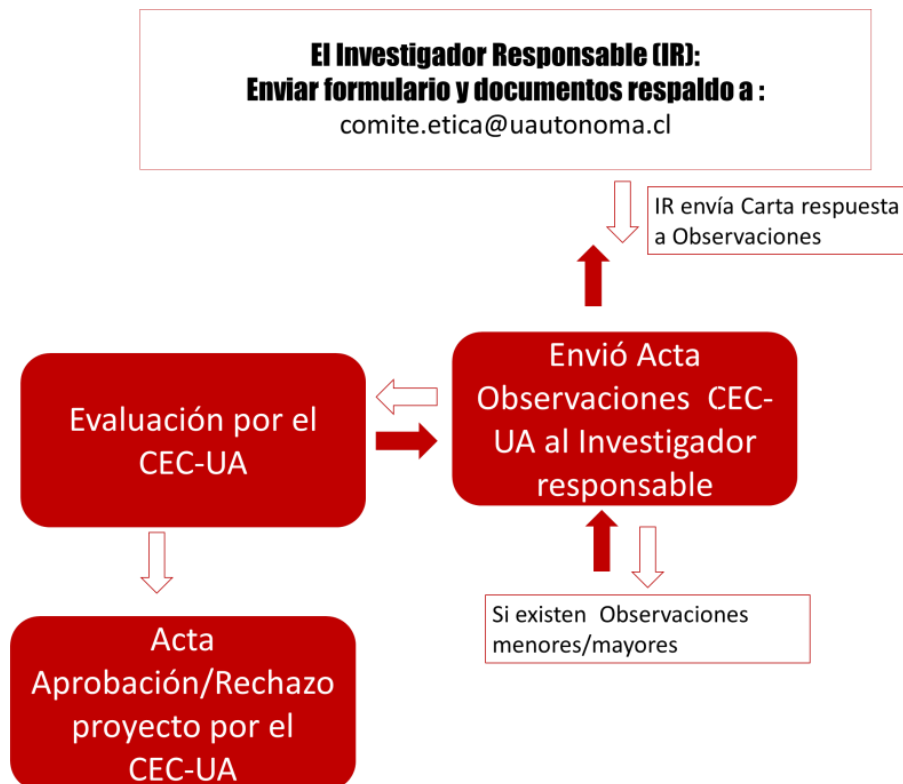 El Investigador Responsable (IR):
Enviar formulario y documentos respaldo a :
comite.etica@uautonoma.cl
IR envía Carta respuesta
a Observaciones
Envió Acta
Observaciones CEC-
UA al Investigador
responsable
Evaluación por el
CEC-UA
Si existen Observaciones
menores/mayores
Acta
Aprobación/Rechazo
proyecto por el
CEC-UA